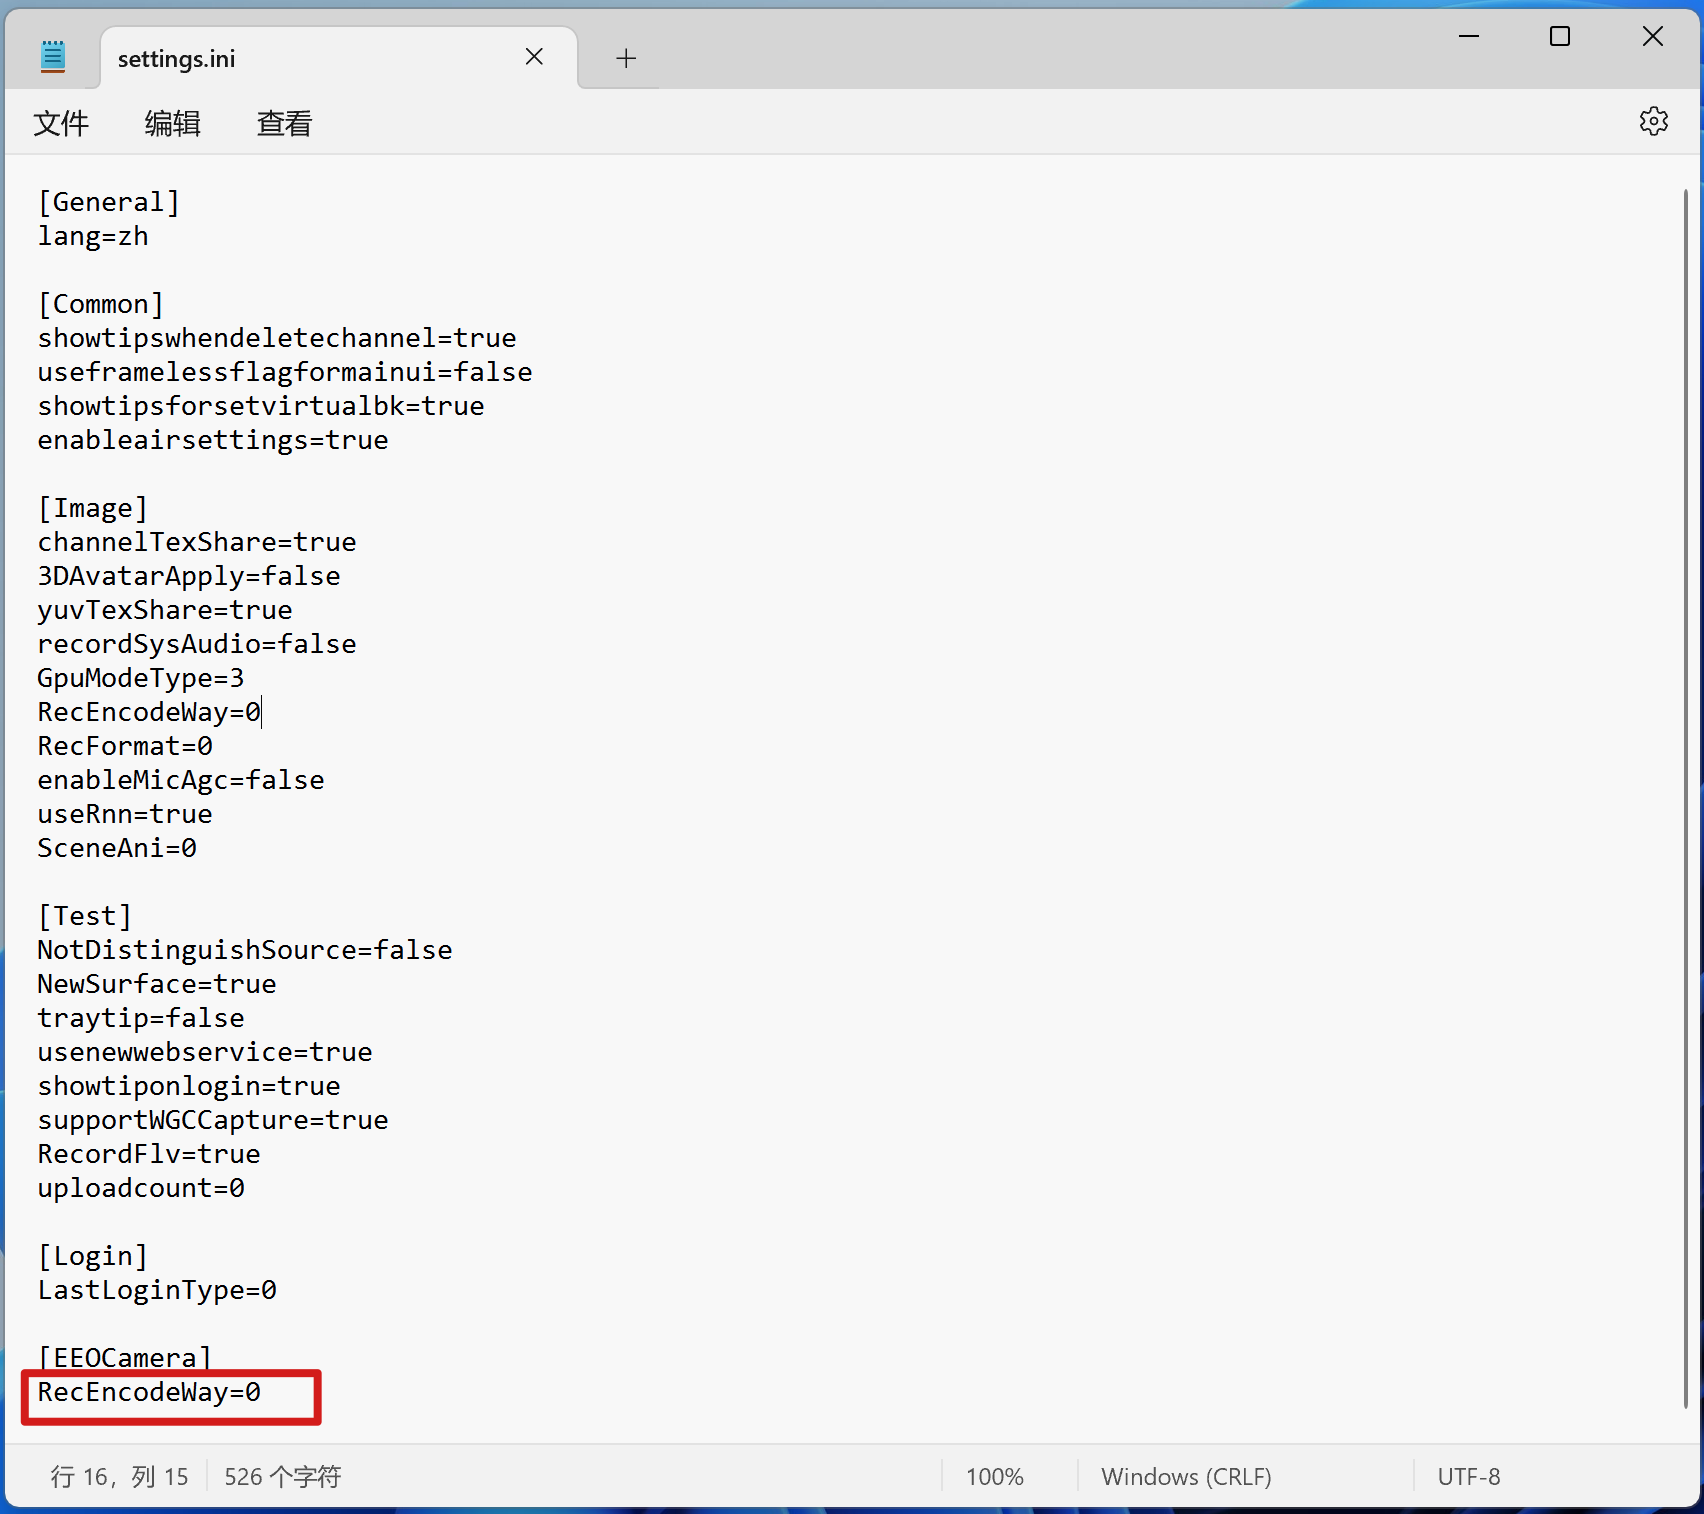 settings.ini
文件 编辑 查看
[General]
lang=zh
[Common]
showtipswhendeletechannel=true
useframelessflagformainui=false
showtipsforsetvirtualbk=true
enableairsettings=true
[Image]
channelTexShare=true
3DAvatarApply=false
yuvTexShare=true
recordSysAudio=false
GpuModeType=3
RecEncodeWay=0
RecFormat=0
enableMicAgc=false
useRnn=true
SceneAni=0
[Test]
NotDistinguishSource=false
NewSurface=true
traytip=false
usenewwebservice=true
showtiponlogin=true
supportWGCCapture=true
RecordFlv=true
uploadcount=0
[Login]
LastLoginType=0
[EEOCamera]
RecEncodeWay=0
行 16，列 15 526 个字符 100% Windows (CRLF) UTF-8